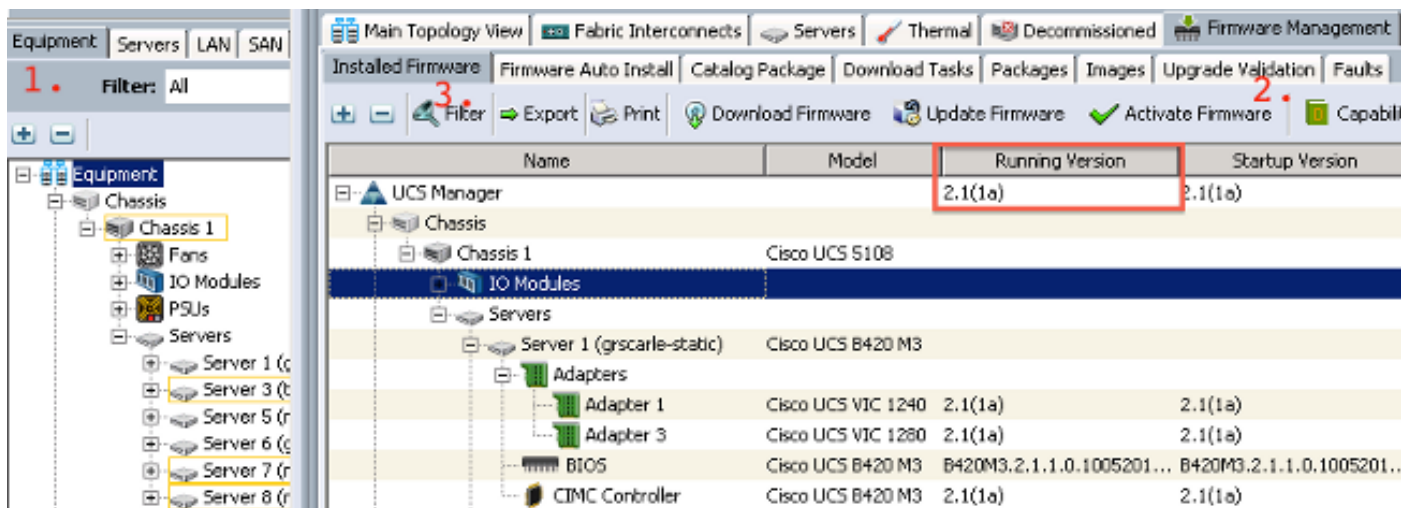 Equipment Servers LAN SAN
1.
Filter: All
Equipment
Chassis
Chassis 1
Fans
IO Modules
PSUs
Servers
Server 1 (
Server 3 (
Server 5 (
Server 6 (
Server 7 (
Server 8 (
Main Topology View Fabric Interconnects Servers Thermal Decommissioned Firmware Management
Installed Firmware Firmware Auto Install Catalog Package Download Tasks Packages Images Upgrade Validation Faults
3. 2.
Filter Export Print Download Firmware Update Firmware Activate Firmware Capabili
Name Model Running Version Startup Version
UCS Manager 2.1(1a) 2.1(1a)
Chassis
Chassis 1 Cisco UCS 5108
IO Modules
Servers
Server 1 (grscarle-static) Cisco UCS B420 M3
Adapters
Adapter 1 Cisco UCS VIC 1240 2.1(1a) 2.1(1a)
Adapter 3 Cisco UCS VIC 1280 2.1(1a) 2.1(1a)
BIOS Cisco UCS B420 M3 B420M3.2.1.1.0.1005201... B420M3.2.1.1.0.1005201...
CIMC Controller Cisco UCS B420 M3 2.1(1a) 2.1(1a)